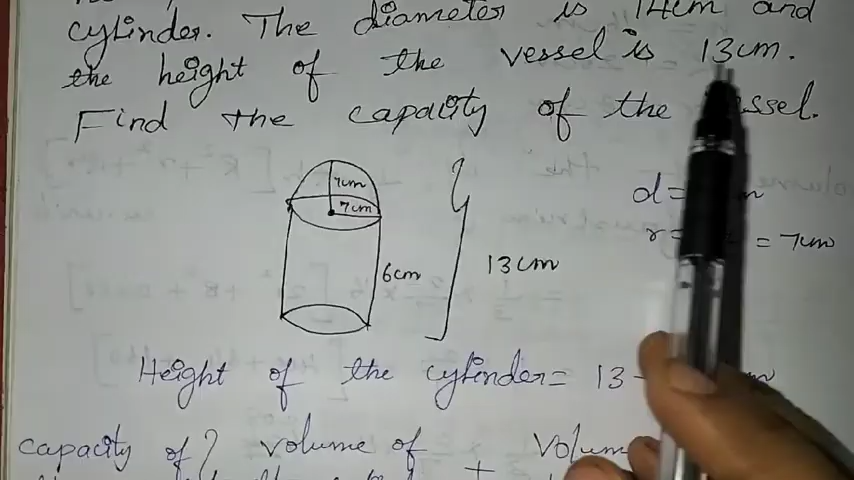 cylinder. The diameter is 14cm and
the height of the vessel is 13cm.
Find the capacity of the vessel.
7cm
7cm
6cm
13cm
d=
r= = 7cm
Height of the cylinder= 13
capacity of volume of
+